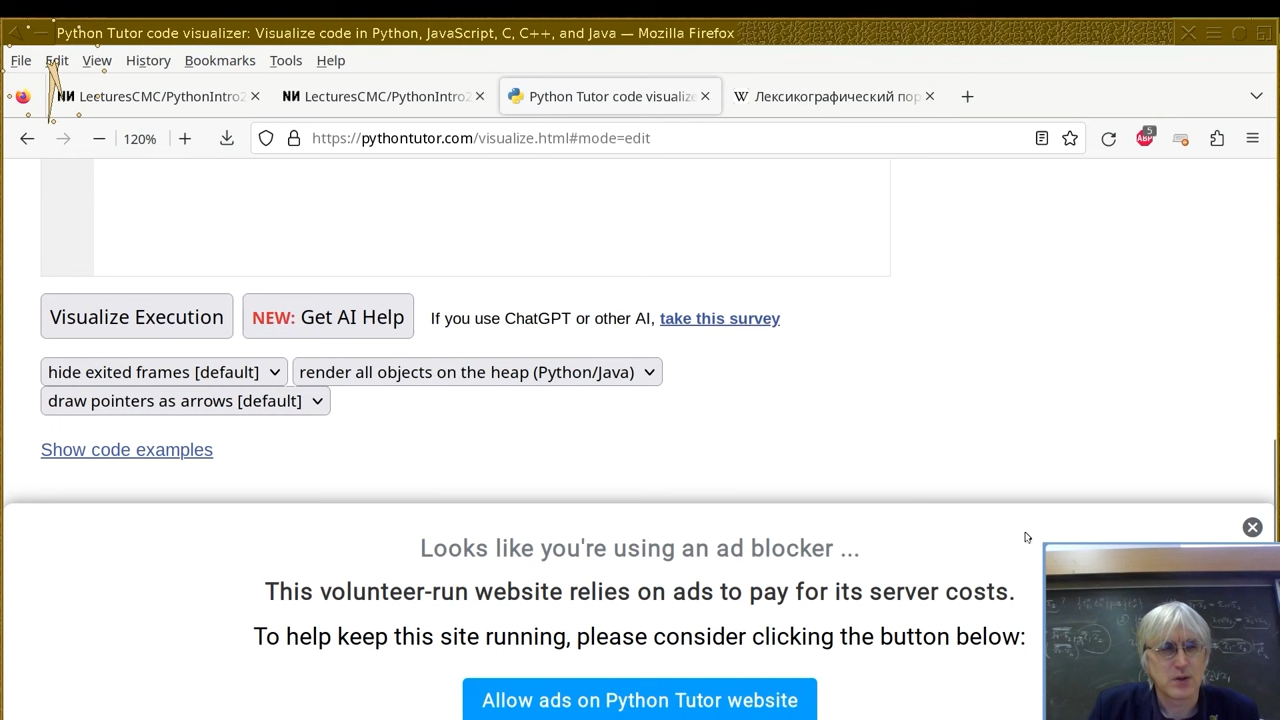 Python Tutor code visualizer: Visualize code in Python, JavaScript, C, C++, and Java — Mozilla Firefox
File Edit View History Bookmarks Tools Help
LecturesCMC/PythonIntro2 LecturesCMC/PythonIntro2 Python Tutor code visualize Лексикографический пор
120% https://pythontutor.com/visualize.html#mode=edit ABP 5
Visualize Execution NEW: Get AI Help If you use ChatGPT or other AI, take this survey
hide exited frames [default] render all objects on the heap (Python/Java)
draw pointers as arrows [default]
Show code examples
Looks like you're using an ad blocker ...
This volunteer-run website relies on ads to pay for its server costs.
To help keep this site running, please consider clicking the button below:
Allow ads on Python Tutor website